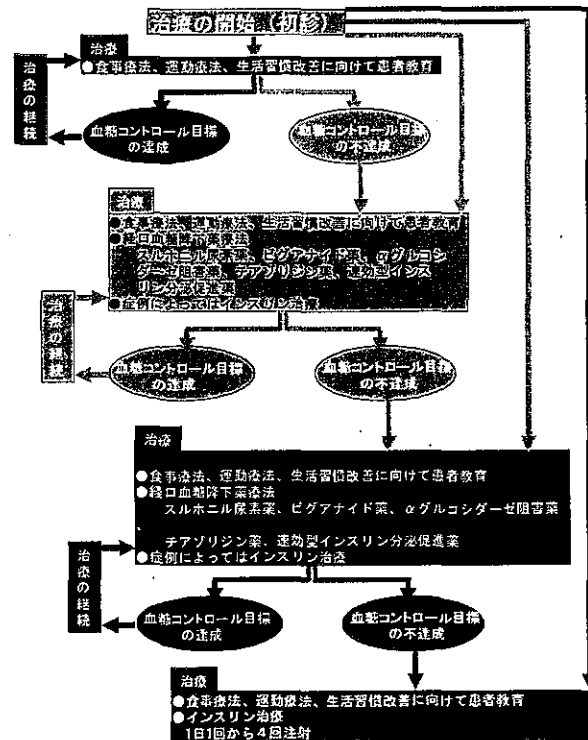 治療の開始（初診）
治療
●食事療法、運動療法、生活習慣改善に向けて患者教育
治療の継続
血糖コントロール目標
の達成
血糖コントロール目標
の不達成
治療
●食事療法、運動療法、生活習慣改善に向けて患者教育
●経口血糖降下薬療法
スルホニル尿素薬、ビグアナイド薬、αグルコシ
ダーゼ阻害薬、チアゾリジン薬、速効型インス
リン分泌促進薬
●症例によってはインスリン治療
治療の継続
血糖コントロール目標
の達成
血糖コントロール目標
の不達成
治療
●食事療法、運動療法、生活習慣改善に向けて患者教育
●経口血糖降下薬療法
スルホニル尿素薬、ビグアナイド薬、αグルコシダーゼ阻害薬
チアゾリジン薬、速効型インスリン分泌促進薬
●症例によってはインスリン治療
治療の継続
血糖コントロール目標
の達成
血糖コントロール目標
の不達成
治療
●食事療法、運動療法、生活習慣改善に向けて患者教育
●インスリン治療
1日1回から4回注射